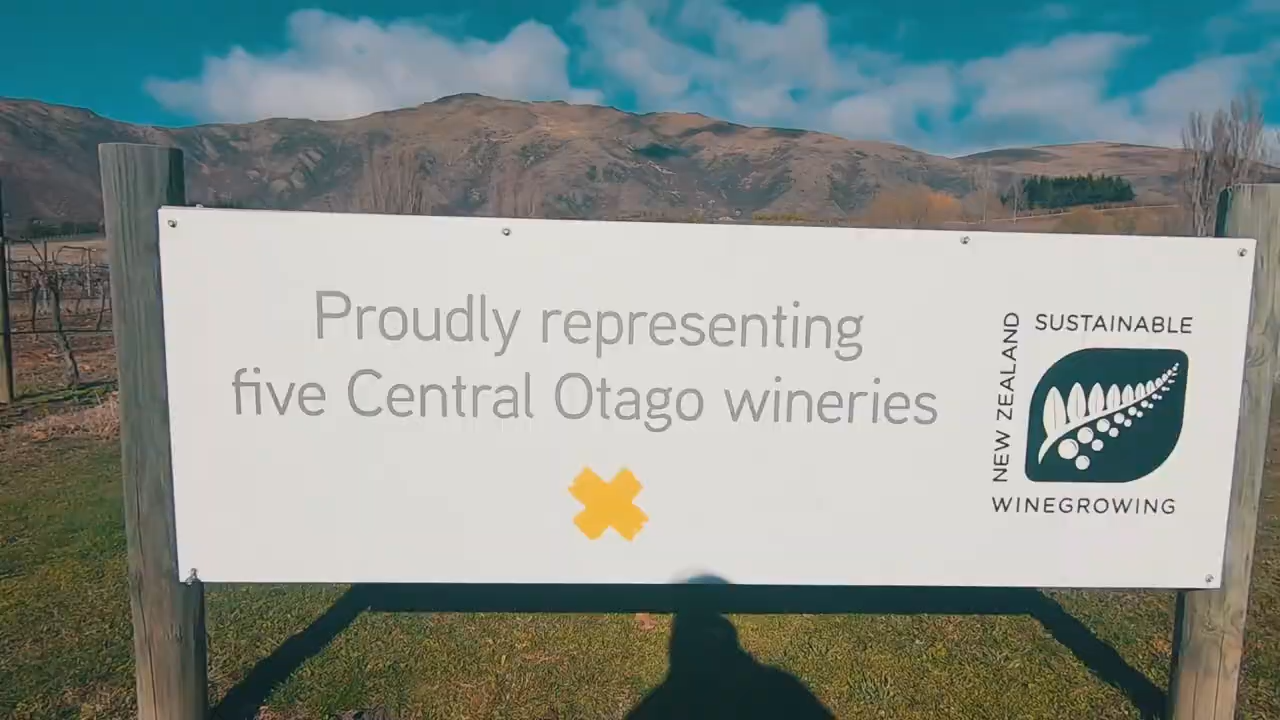 Proudly representing
five Central Otago wineries
NEW ZEALAND
SUSTAINABLE
WINEGROWING